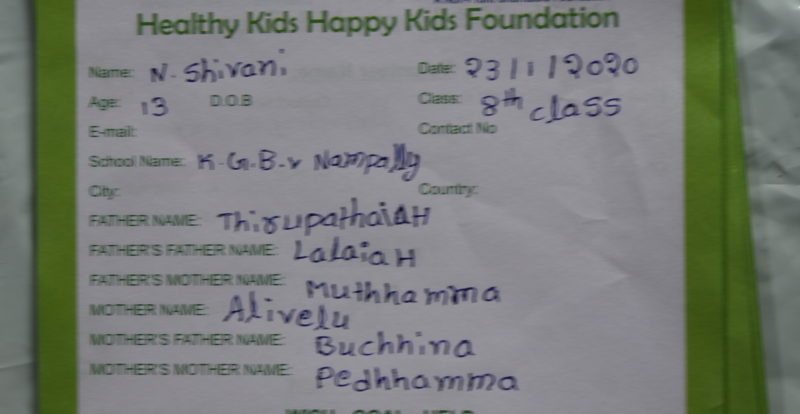 Healthy Kids Happy Kids Foundation
Name: N. Shivani Date: 23/1/2020
Age: 13 D.O.B Class: 8th class
E-mail: Contact No
School Name: K.G.B.v Nampally
City: Country:
FATHER NAME: ThirupathaiaH
FATHER'S FATHER NAME: LalaiaH
FATHER'S MOTHER NAME: Muthhamma
MOTHER NAME: Alivelu
MOTHER'S FATHER NAME: Buchhina
MOTHER'S MOTHER NAME: Pedhhamma